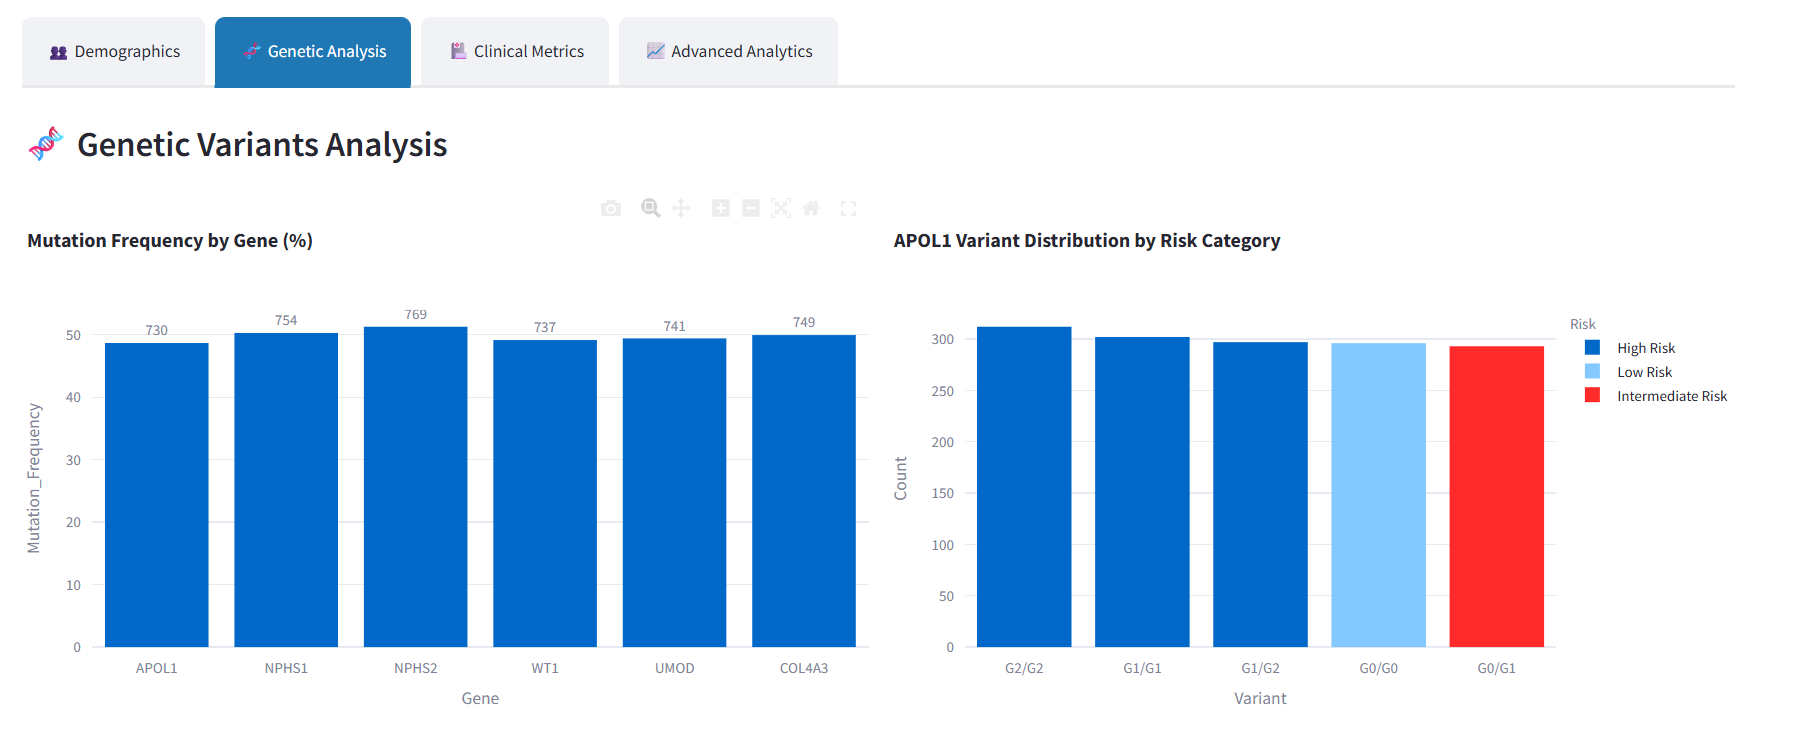 Demographics
Genetic Analysis
Clinical Metrics
Advanced Analytics
Genetic Variants Analysis
Mutation Frequency by Gene (%)
730
754
769
737
741
749
50
40
30
20
10
0
Mutation_Frequency
APOL1
NPHS1
NPHS2
WT1
UMOD
COL4A3
Gene
APOL1 Variant Distribution by Risk Category
300
250
200
150
100
50
0
Count
G2/G2
G1/G1
G1/G2
G0/G0
G0/G1
Variant
Risk
High Risk
Low Risk
Intermediate Risk